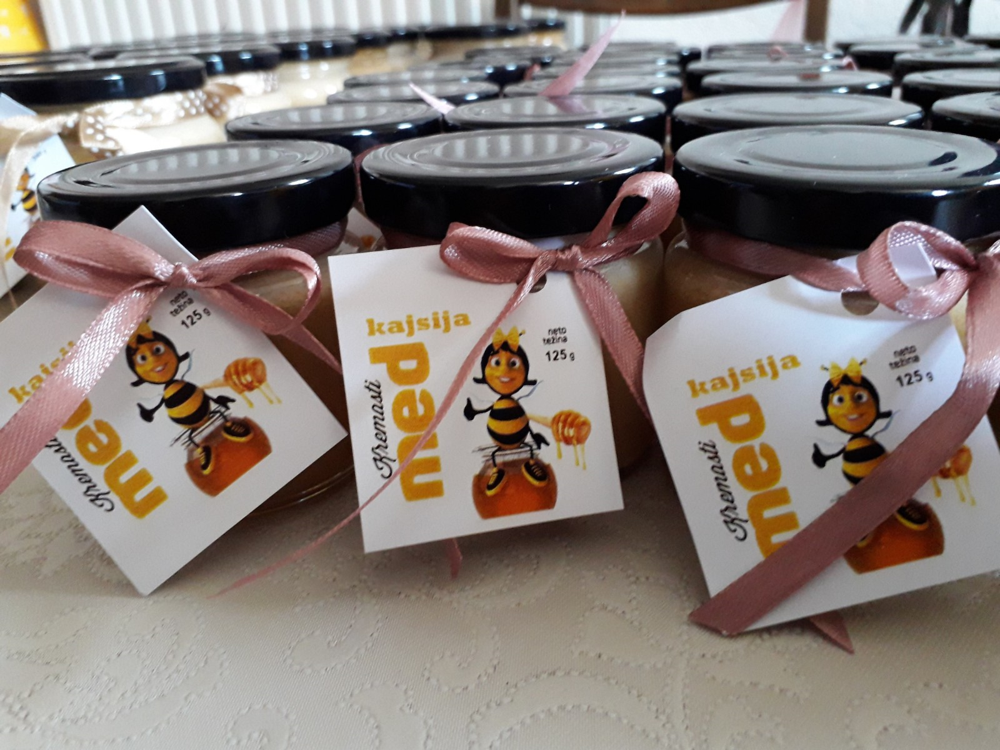 kajsija
Kremasti
med
neto
težina
125 g
kajsija
Kremasti
med
neto
težina
125 g
kajsija
Kremasti
med
neto
težina
125 g